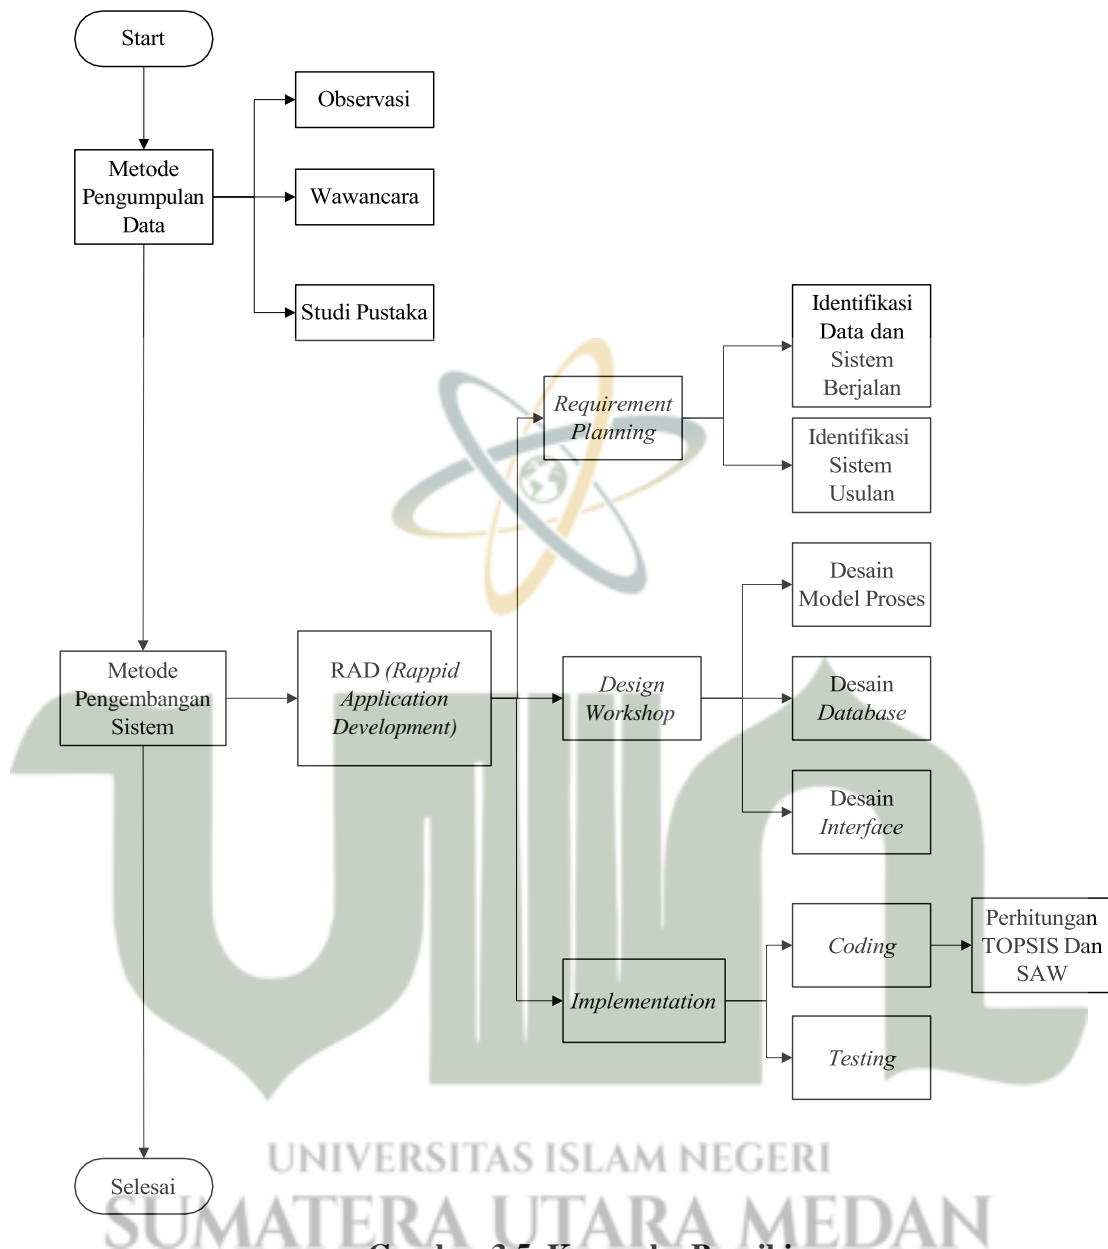 Start
Observasi
Metode
Pengumpulan
Data
Wawancara
Studi Pustaka
Identifikasi
Data dan
Sistem
Berjalan
Requirement
Planning
Identifikasi
Sistem
Usulan
Desain
Model Proses
Metode
Pengembangan
Sistem
RAD (Rappid
Application
Development)
Design
Workshop
Desain
Database
Desain
Interface
Coding
Perhitungan
TOPSIS Dan
SAW
Implementation
Testing
Selesai
UNIVERSITAS ISLAM NEGERI
SUMATERA UTARA MEDAN